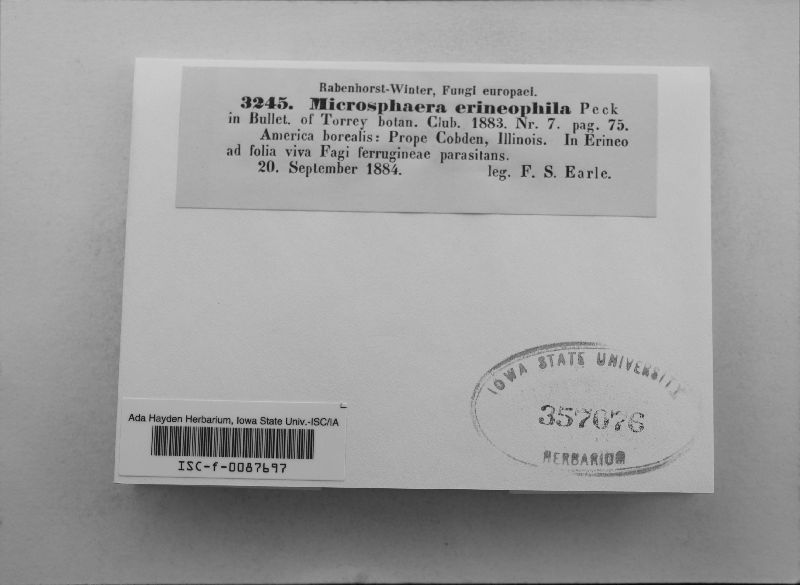 Rabenhorst-Winter, Fungi europaei.
3245. Microsphaera erineophila Peck
in Bullet. of Torrey botan. Club. 1883. Nr. 7. pag. 75.
America borealis: Prope Cobden, Illinois. In Erineo
ad folia viva Fagi ferrugineae parasitans.
20. September 1884. leg. F. S. Earle.
IOWA STATE UNIVERSITY
357076
HERBARIUM
Ada Hayden Herbarium, Iowa State Univ.-ISC/IA
ISC-f-0087697